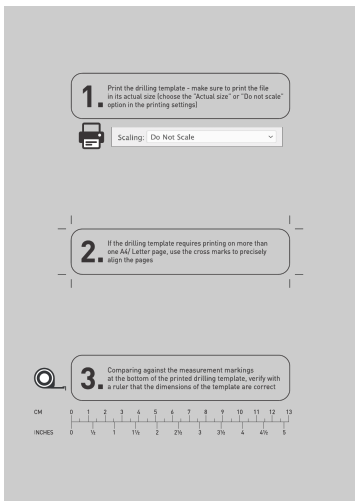 1. Print the drilling template - make sure to print the file
in its actual size (choose the "Actual size" or "Do not scale"
option in the printing settings)
Scaling: Do Not Scale
2. If the drilling template requires printing on more than
one A4/ Letter page, use the cross marks to precisely
align the pages
3. Comparing against the measurement markings
at the bottom of the printed drilling template, verify with
a ruler that the dimensions of the template are correct
CM 0 1 2 3 4 5 6 7 8 9 10 11 12 13
INCHES 0 ½ 1 1½ 2 2½ 3 3½ 4 4½ 5